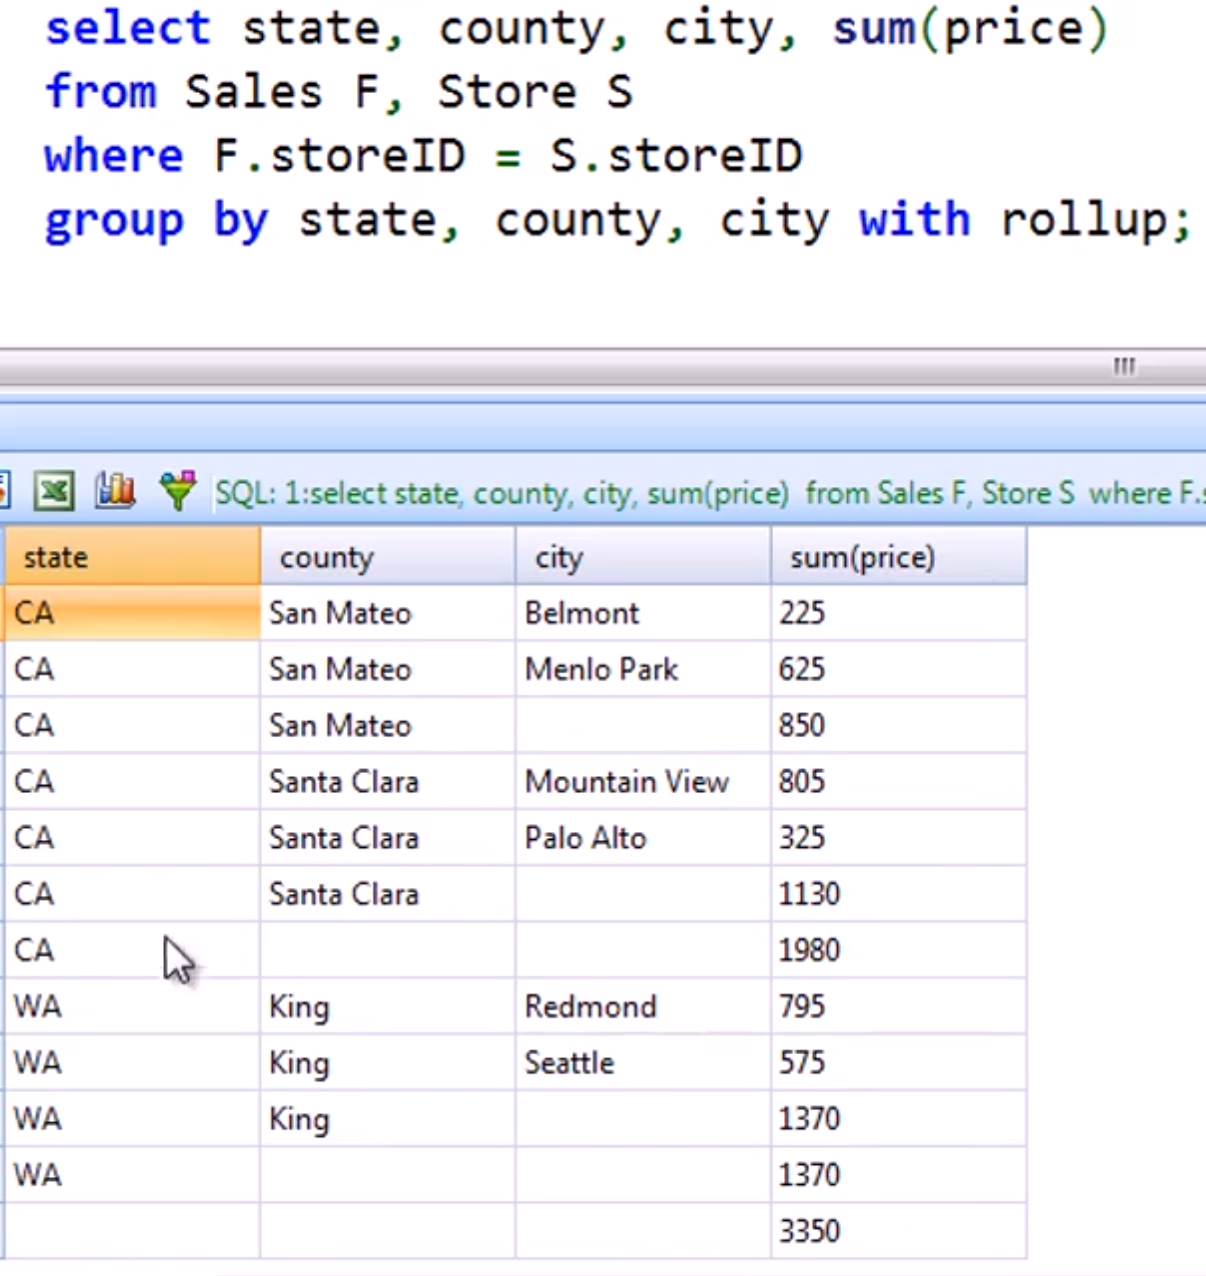 select state, county, city, sum(price)
from Sales F, Store S
where F.storeID = S.storeID
group by state, county, city with rollup;
SQL: 1:select state, county, city, sum(price) from Sales F, Store S where F.s
state county city sum(price)
CA San Mateo Belmont 225
CA San Mateo Menlo Park 625
CA San Mateo 850
CA Santa Clara Mountain View 805
CA Santa Clara Palo Alto 325
CA Santa Clara 1130
CA 1980
WA King Redmond 795
WA King Seattle 575
WA King 1370
WA 1370
3350